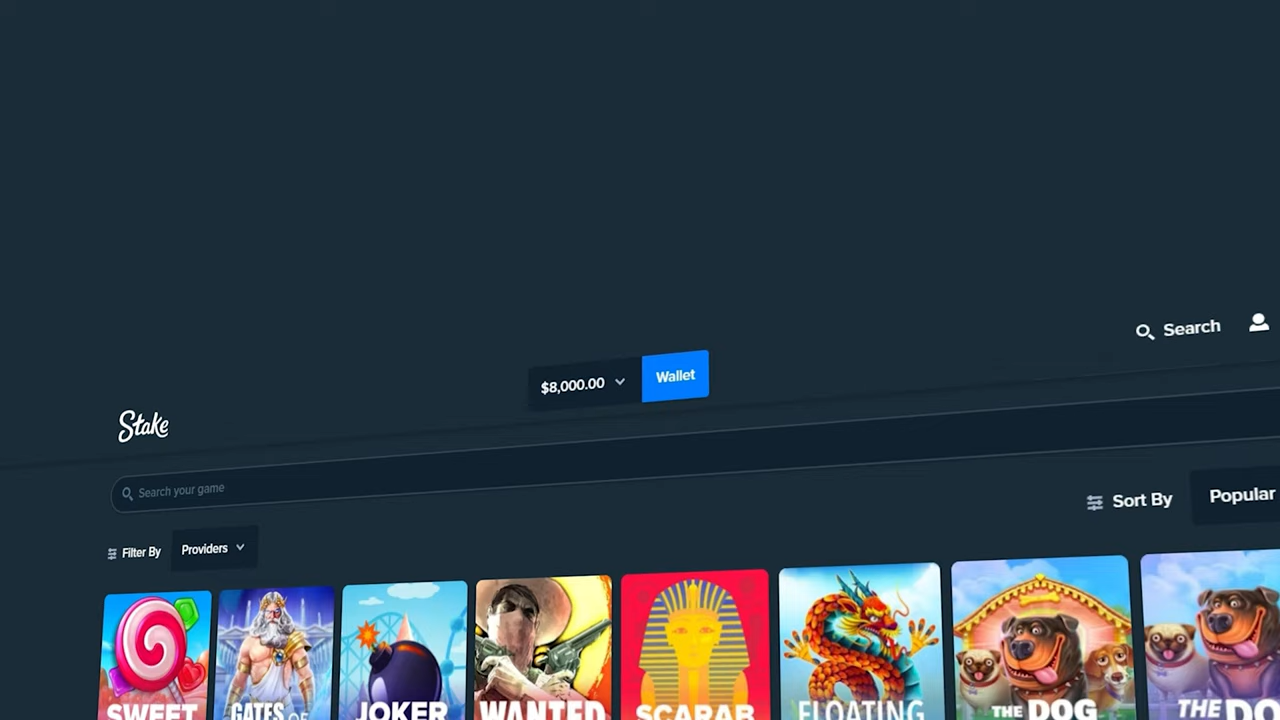 Search
$8,000.00
Wallet
Stake
Search your game
Sort By
Popular
Filter By
Providers
SWEET
GATES OF
JOKER
WANTED
SCARAB
FLOATING
THE DOG
THE DO